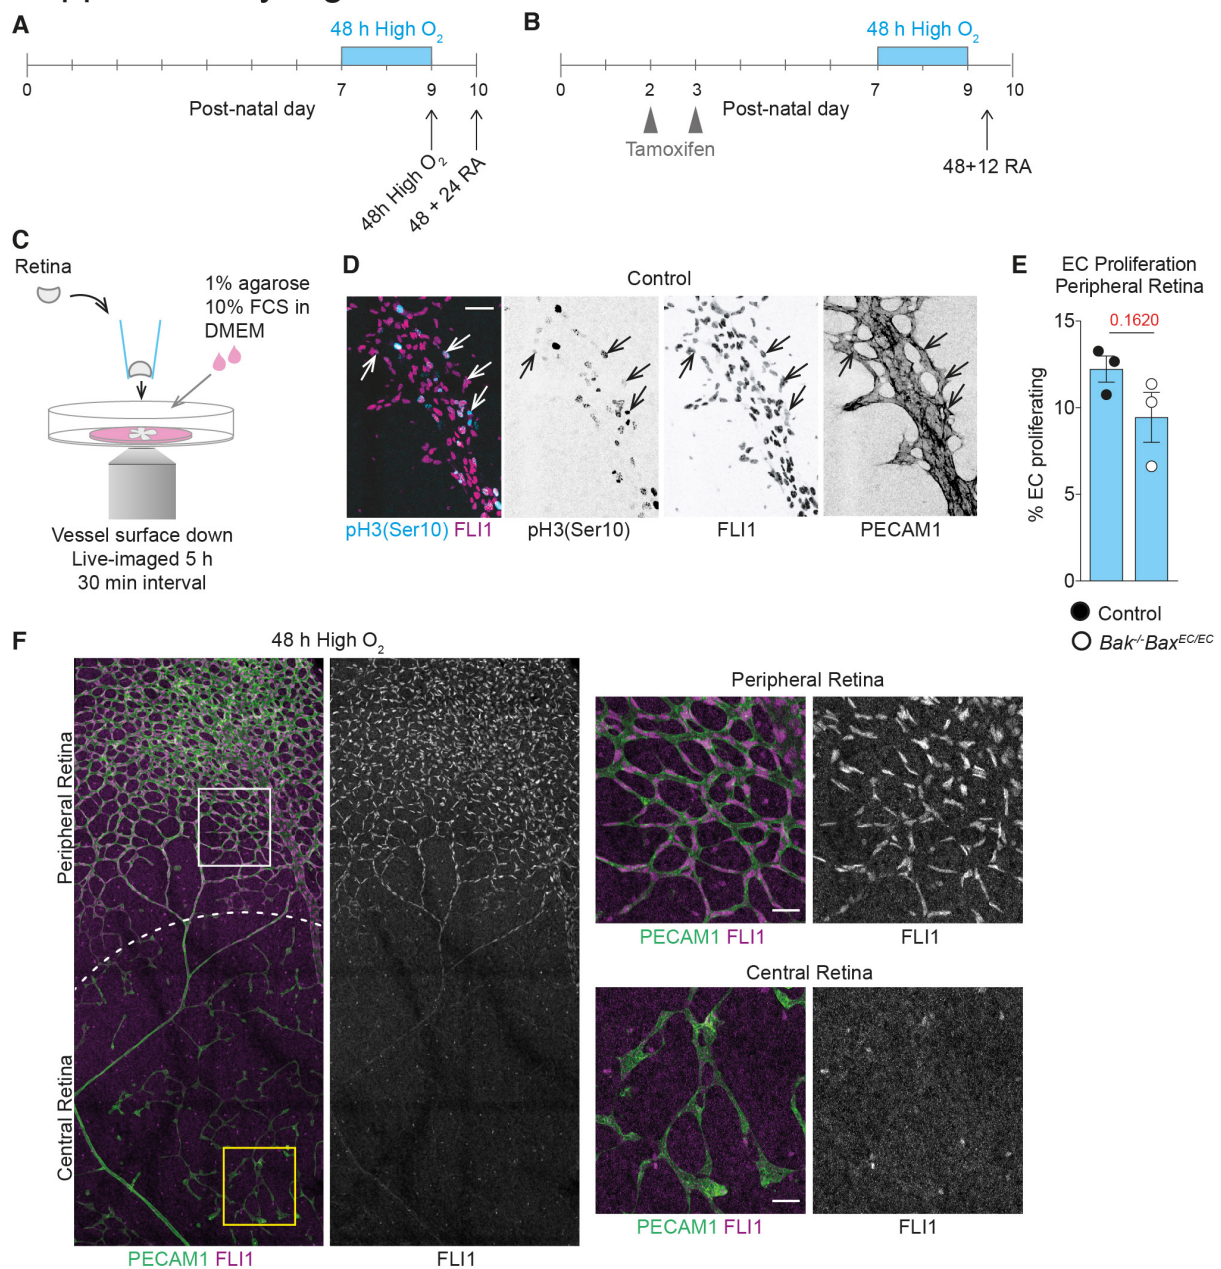 A
48 h High O2
0
7
9
10
Post-natal day
48h High O2
48 + 24 RA
B
48 h High O2
0
2
3
7
9
10
Post-natal day
Tamoxifen
48+12 RA
C
Retina
1% agarose
10% FCS in
DMEM
Vessel surface down
Live-imaged 5 h
30 min interval
D
Control
pH3(Ser10) FLI1
pH3(Ser10)
FLI1
PECAM1
E
EC Proliferation
Peripheral Retina
0.1620
% EC proliferating
15
10
5
0
Control
Bak-/-BaxEC/EC
F
48 h High O2
Peripheral Retina
Central Retina
PECAM1 FLI1
FLI1
Peripheral Retina
PECAM1 FLI1
FLI1
Central Retina
PECAM1 FLI1
FLI1